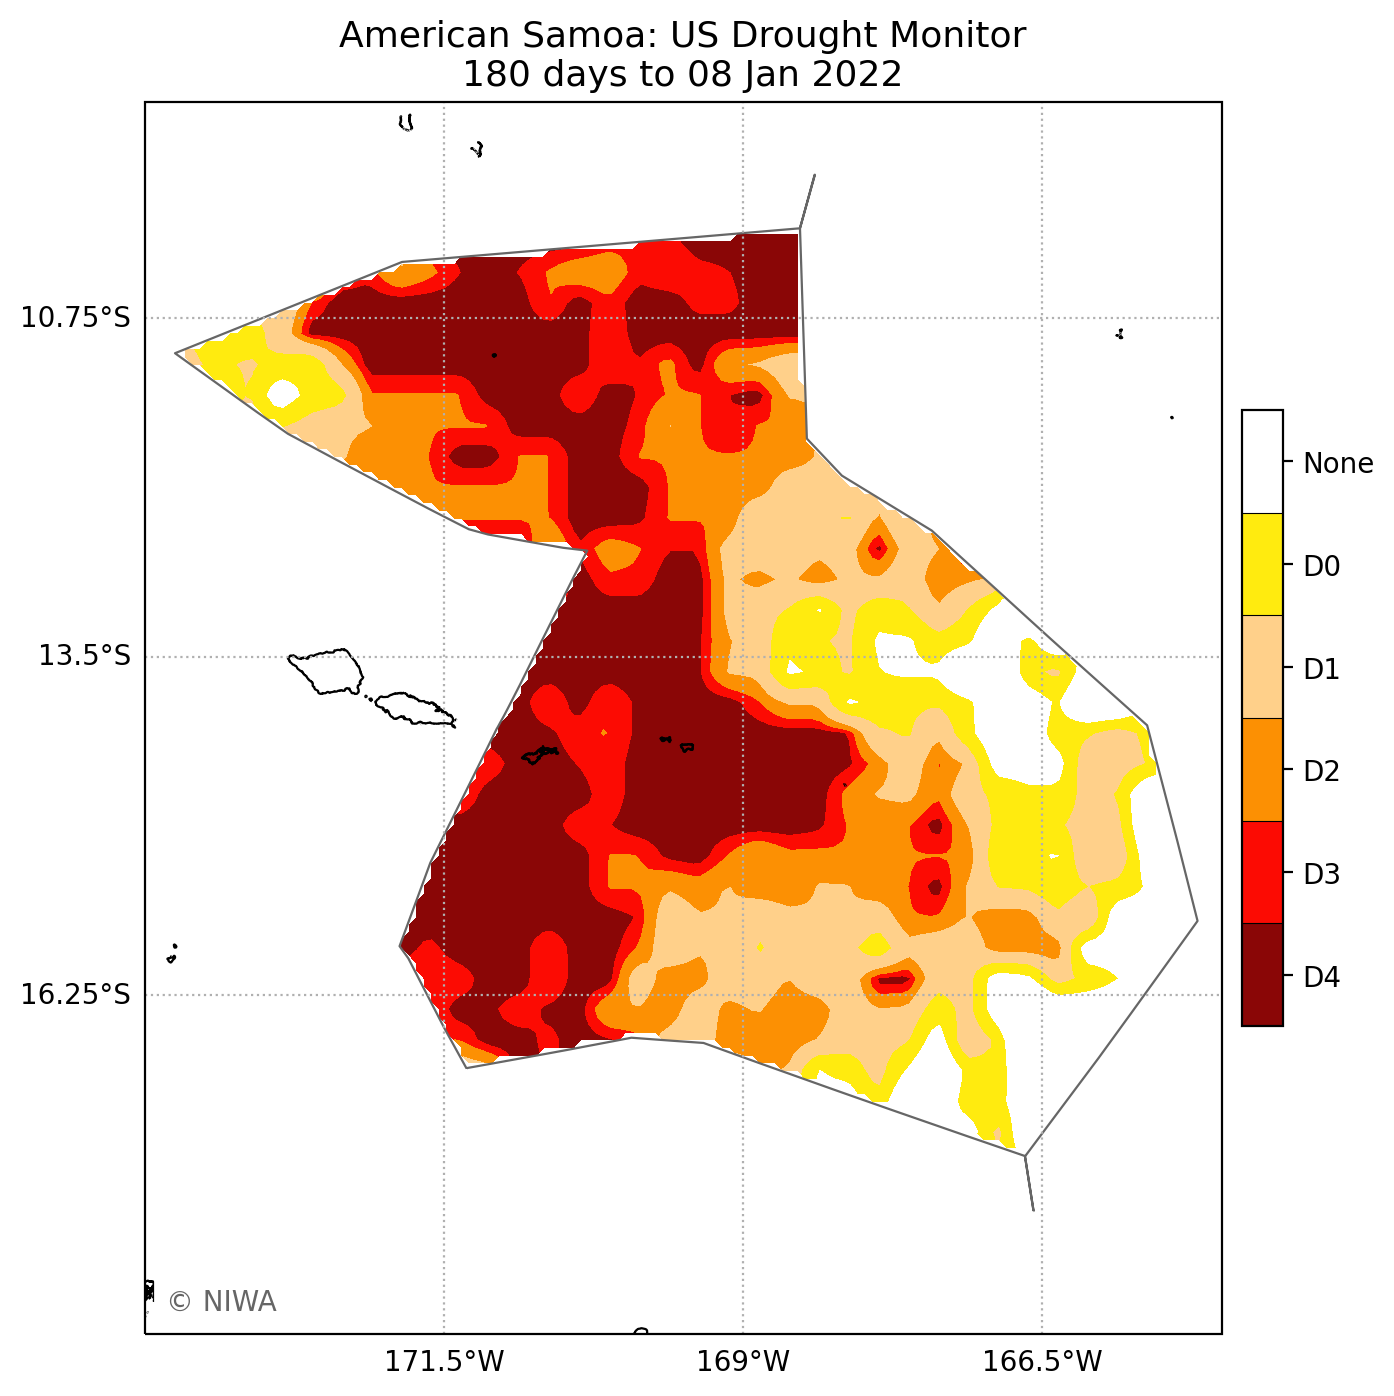 American Samoa: US Drought Monitor
180 days to 08 Jan 2022
10.75°S
13.5°S
16.25°S
171.5°W
169°W
166.5°W
None
D0
D1
D2
D3
D4
© NIWA